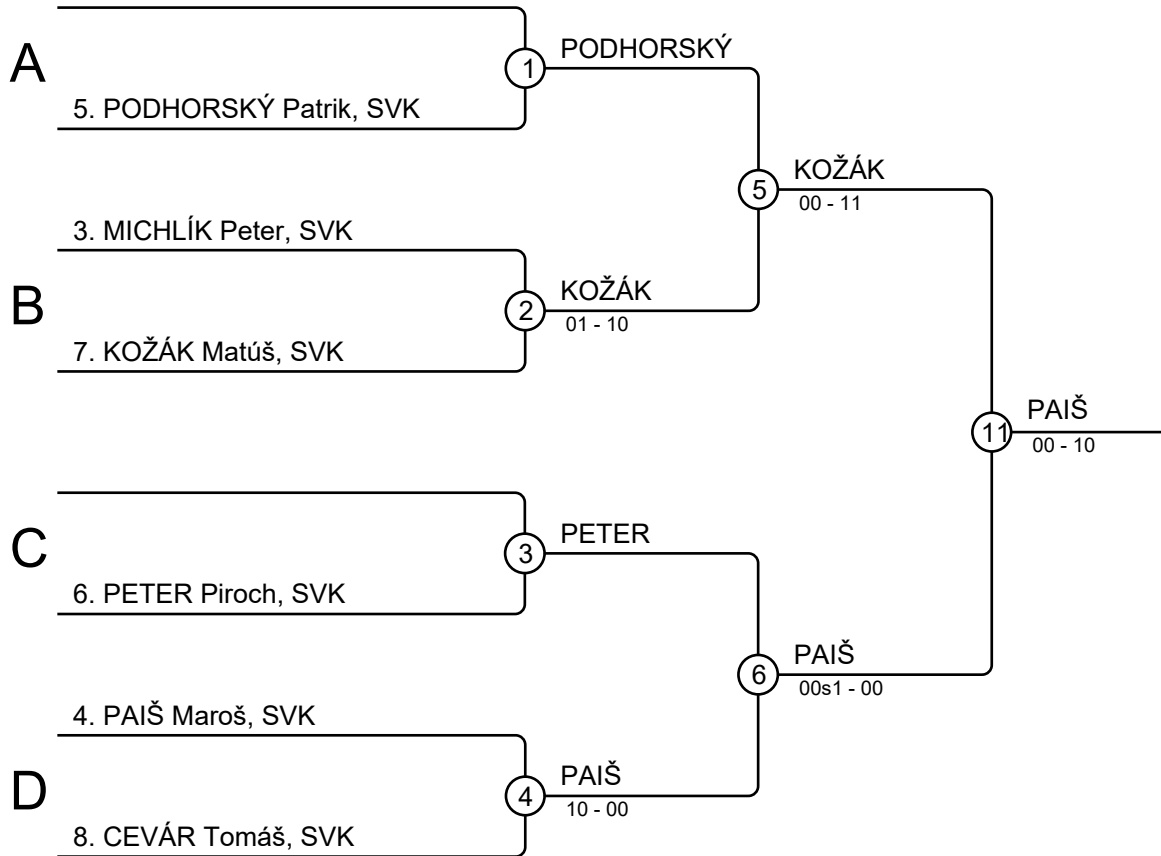 PODHORSKÝ
A
1
5. PODHORSKÝ Patrik, SVK
KOŽÁK
5
00 - 11
3. MICHLÍK Peter, SVK
B
KOŽÁK
2
01 - 10
7. KOŽÁK Matúš, SVK
PAIŠ
11
00 - 10
C
PETER
3
6. PETER Piroch, SVK
PAIŠ
6
00s1 - 00
4. PAIŠ Maroš, SVK
D
PAIŠ
4
10 - 00
8. CEVÁR Tomáš, SVK